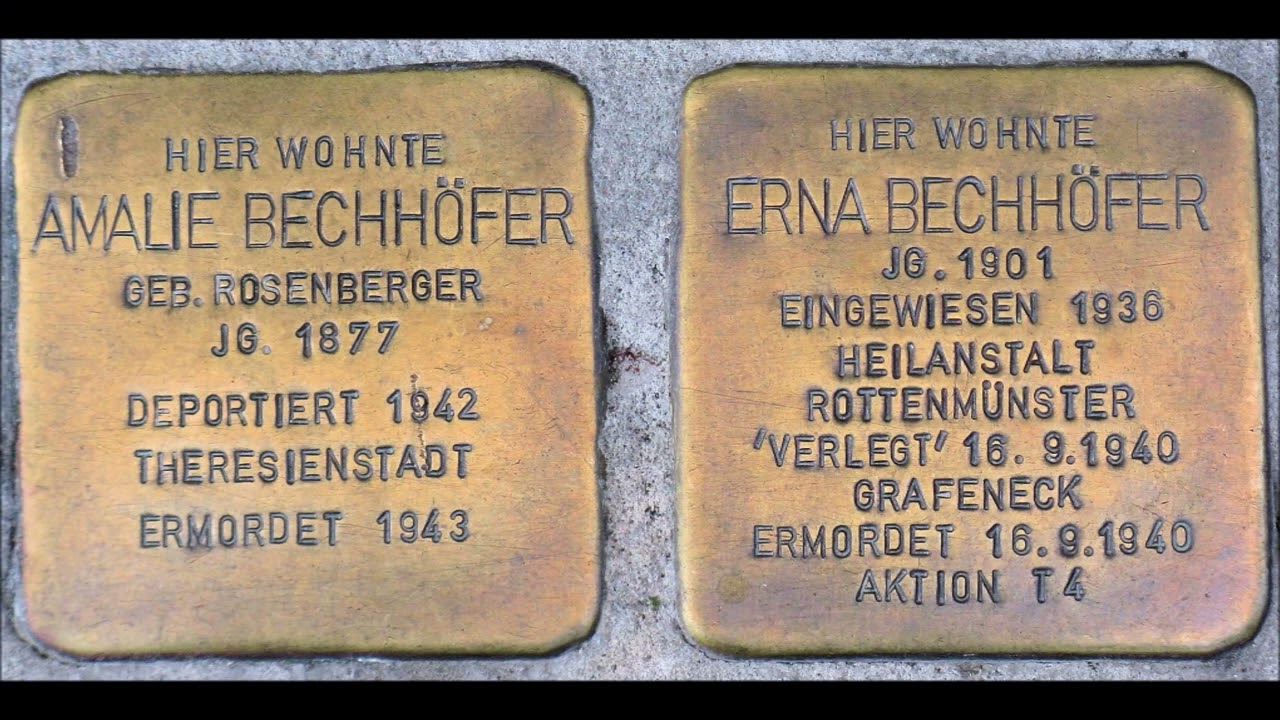 HIER WOHNTE
AMALIE BECHHÖFER
GEB. ROSENBERGER
JG. 1877
DEPORTIERT 1942
THERESIENSTADT
ERMORDET 1943
HIER WOHNTE
ERNA BECHHÖFER
JG. 1901
EINGEWIESEN 1936
HEILANSTALT
ROTTENMÜNSTER
'VERLEGT' 16. 9.1940
GRAFENECK
ERMORDET 16.9.1940
AKTION T4